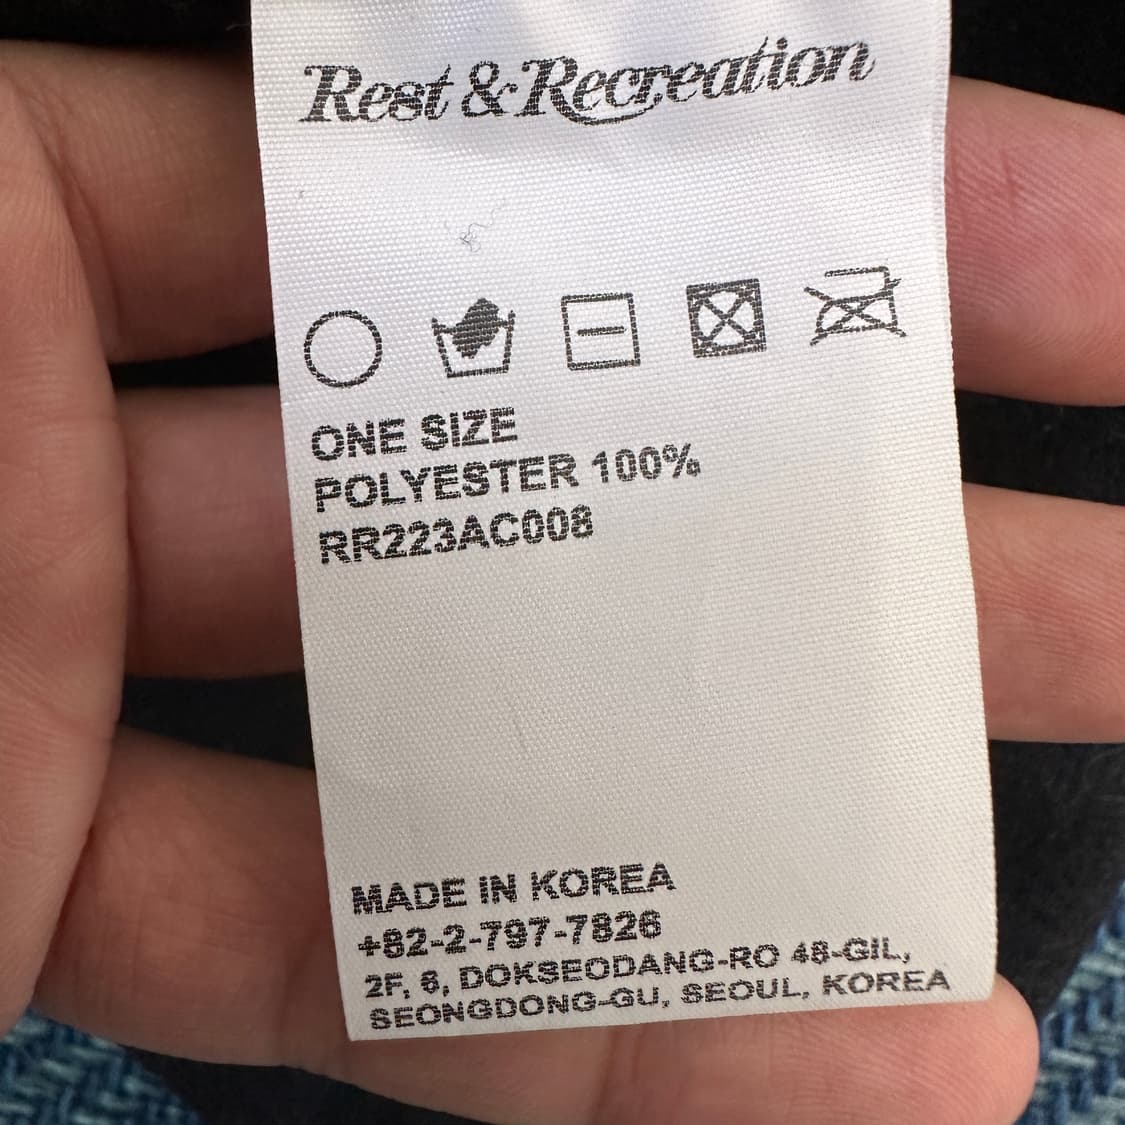 Rest & Recreation
ONE SIZE
POLYESTER 100%
RR223AC008
MADE IN KOREA
+82-2-797-7826
2F, 8, DOKSEODANG-RO 48-GIL,
SEONGDONG-GU, SEOUL, KOREA